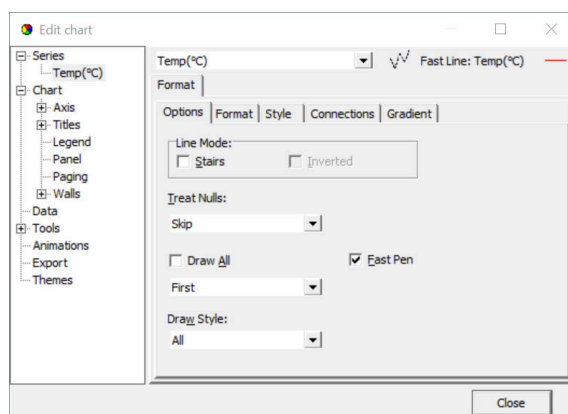 Edit chart
Series
Temp(°C)
Chart
Axis
Titles
Legend
Panel
Paging
Walls
Data
Tools
Animations
Export
Themes
Temp(°C)
Fast Line: Temp(°C)
Format
Options Format Style Connections Gradient
Line Mode:
Stairs Inverted
Treat Nulls:
Skip
Draw All Fast Pen
First
Draw Style:
All
Close